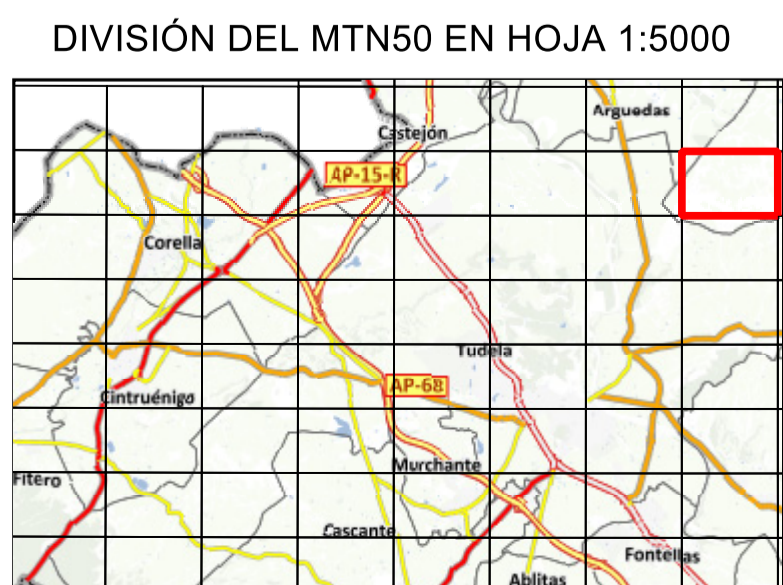 DIVISIÓN DEL MTN50 EN HOJA 1:5000
Arguedas
Castejón
AP-15-R
Corella
Tudela
AP-68
Cintruénigo
Murchante
Fitero
Cascante
Fontellas
Ablitas